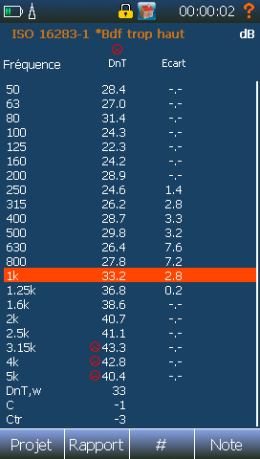 00:00:02 ?
ISO 16283-1 *Bdf trop haut dB
Fréquence DnT Ecart
50 28.4 -.-
63 27.0 -.-
80 31.4 -.-
100 24.3 -.-
125 22.3 -.-
160 24.2 -.-
200 28.9 -.-
250 24.6 1.4
315 26.2 2.8
400 28.7 3.3
500 29.8 3.2
630 26.4 7.6
800 27.8 7.2
1k 33.2 2.8
1.25k 36.8 0.2
1.6k 38.6 -.-
2k 40.7 -.-
2.5k 41.1 -.-
3.15k 43.3 -.-
4k 42.8 -.-
5k 40.4 -.-
DnT,w 33
C -1
Ctr -3
Projet Rapport # Note